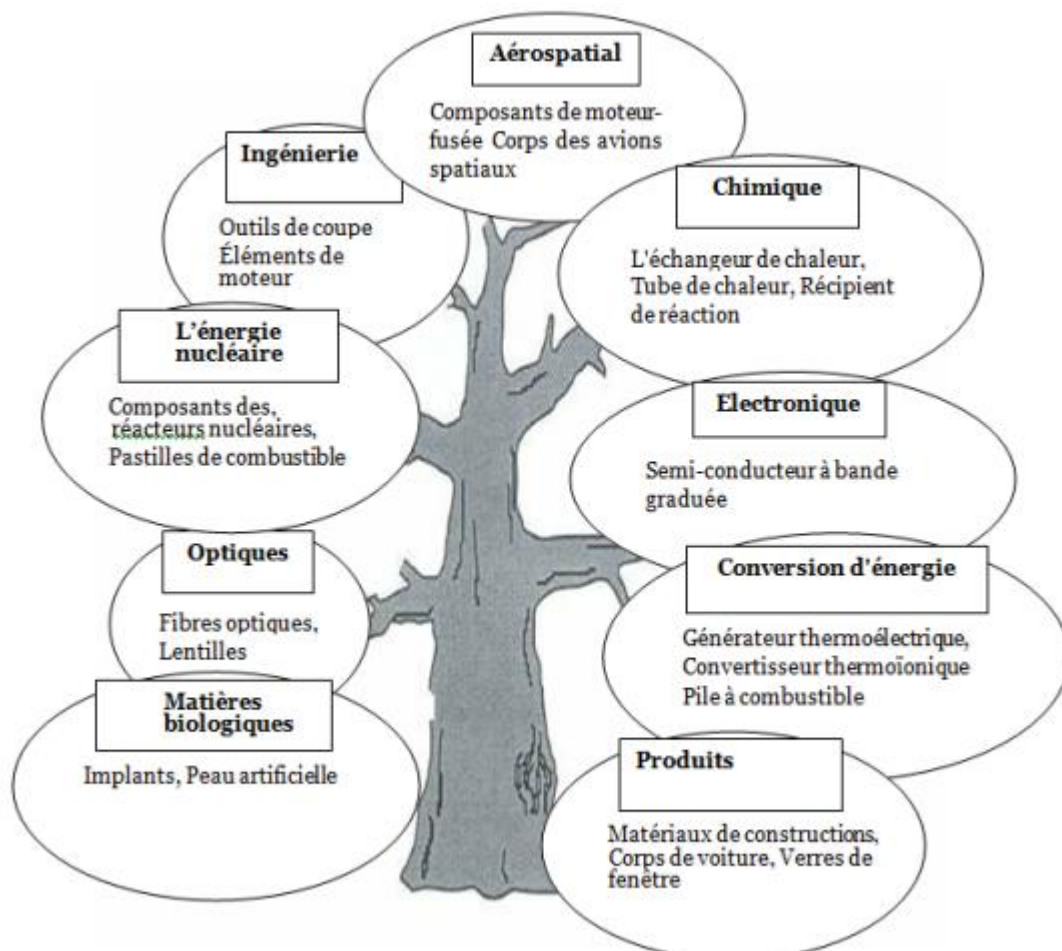 Aérospatial
Composants de moteur-
fusée Corps des avions
spatiaux
Ingénierie
Outils de coupe
Éléments de
moteur
Chimique
L'échangeur de chaleur,
Tube de chaleur, Récipient
de réaction
L'énergie
nucléaire
Composants des,
réacteurs nucléaires,
Pastilles de combustible
Electronique
Semi-conducteur à bande
graduée
Optiques
Fibres optiques,
Lentilles
Conversion d'énergie
Générateur thermoélectrique,
Convertisseur thermoïonique
Pile à combustible
Matières
biologiques
Implants, Peau artificielle
Produits
Matériaux de constructions,
Corps de voiture, Verres de
fenêtre